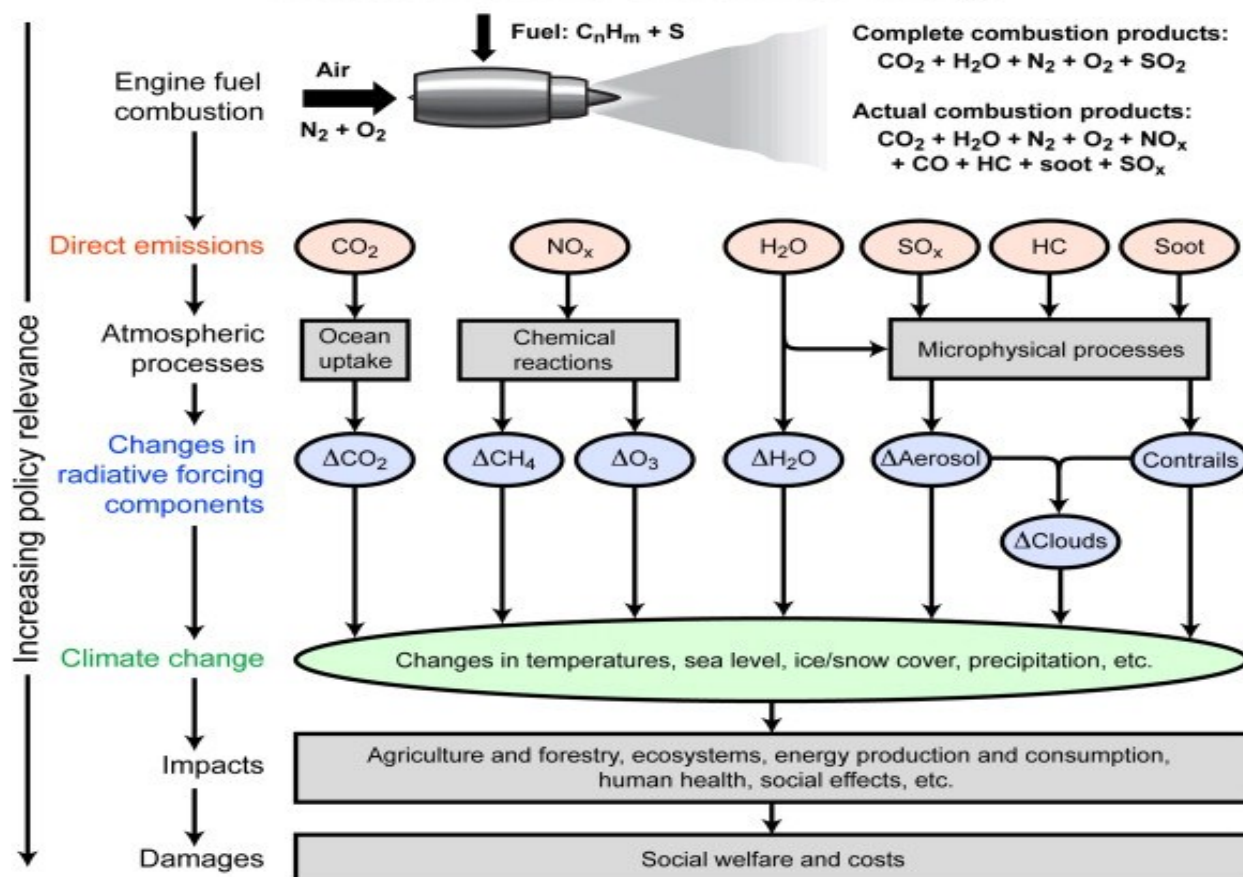 Fuel: CₙHₘ + S
Air
N₂ + O₂
Complete combustion products:
CO₂ + H₂O + N₂ + O₂ + SO₂
Actual combustion products:
CO₂ + H₂O + N₂ + O₂ + NOₓ
+ CO + HC + soot + SOₓ
Increasing policy relevance
Engine fuel
combustion
Direct emissions
CO₂
NOₓ
H₂O
SOₓ
HC
Soot
Atmospheric
processes
Ocean
uptake
Chemical
reactions
Microphysical processes
Changes in
radiative forcing
components
ΔCO₂
ΔCH₄
ΔO₃
ΔH₂O
ΔAerosol
Contrails
ΔClouds
Climate change
Changes in temperatures, sea level, ice/snow cover, precipitation, etc.
Impacts
Agriculture and forestry, ecosystems, energy production and consumption,
human health, social effects, etc.
Damages
Social welfare and costs